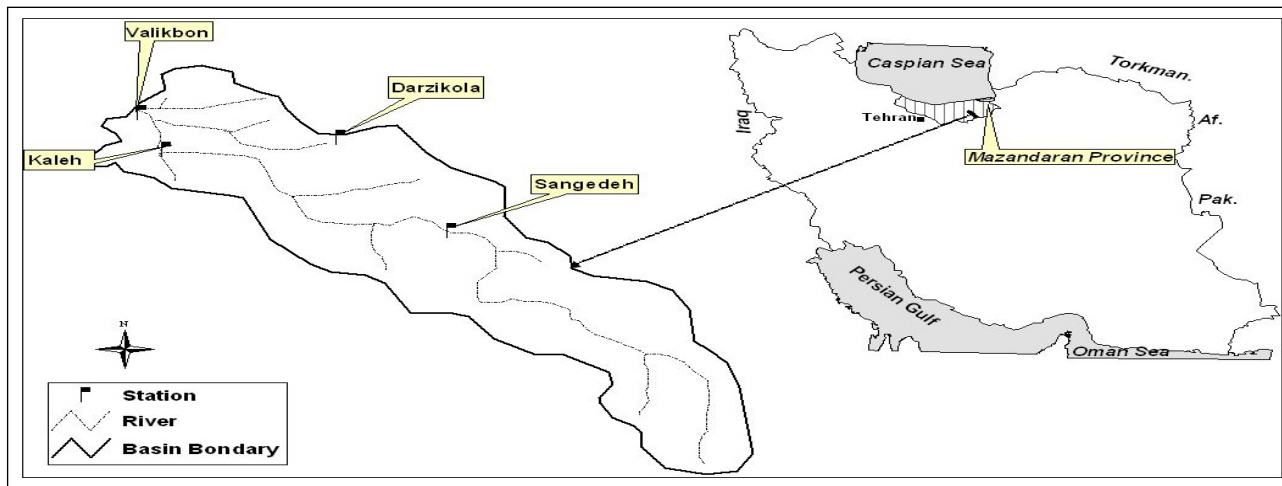 Valikbon
Darzikola
Kaleh
Sangedeh
N
Station
River
Basin Bondary
Caspian Sea
Torkman.
Iraq
Tehran
Af.
Mazandaran Province
Pak.
Persian Gulf
Oman Sea